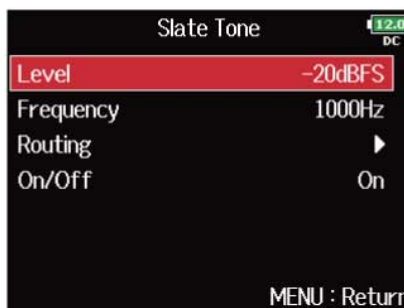 Slate Tone
12.0
DC
Level -20dBFS
Frequency 1000Hz
Routing ▶
On/Off On
MENU : Return